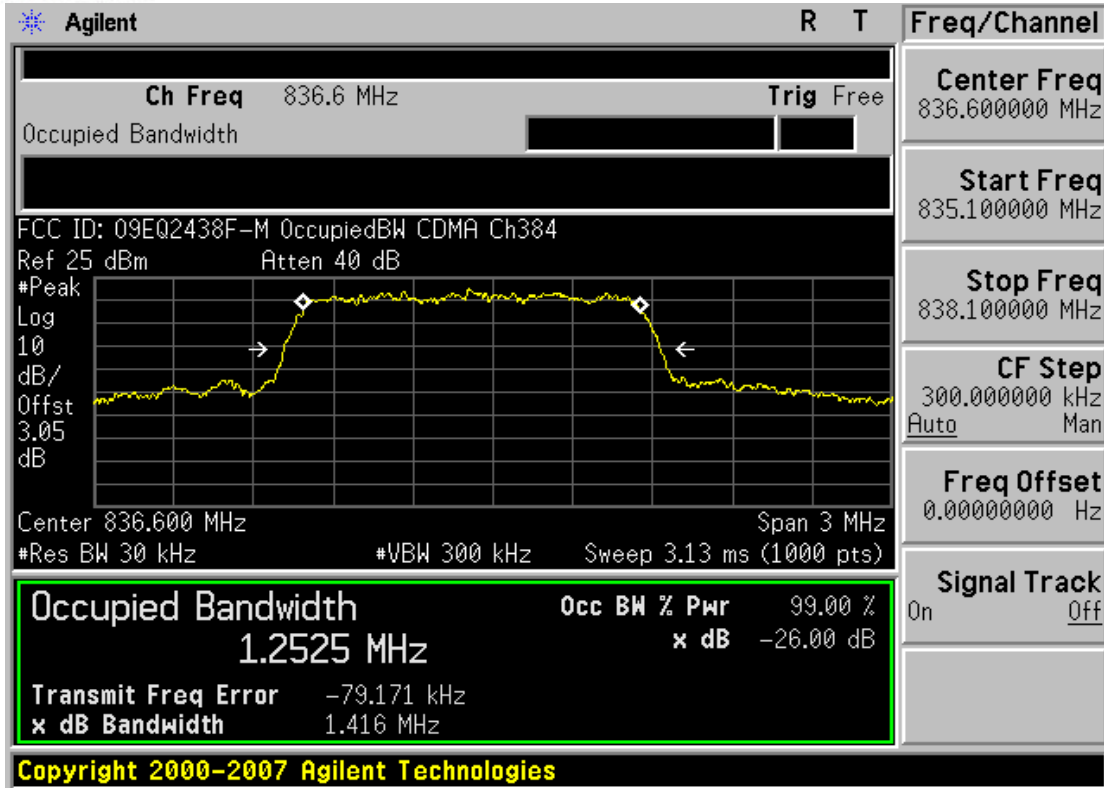 Agilent R T
Ch Freq 836.6 MHz Trig Free
Occupied Bandwidth
FCC ID: O9EQ2438F-M OccupiedBW CDMA Ch384
Ref 25 dBm Atten 40 dB
#Peak
Log
10
dB/
Offst
3.05
dB
Center 836.600 MHz Span 3 MHz
#Res BW 30 kHz #VBW 300 kHz Sweep 3.13 ms (1000 pts)
Occupied Bandwidth
1.2525 MHz
Occ BW % Pwr 99.00 %
x dB -26.00 dB
Transmit Freq Error -79.171 kHz
x dB Bandwidth 1.416 MHz
Copyright 2000-2007 Agilent Technologies
Freq/Channel
Center Freq
836.600000 MHz
Start Freq
835.100000 MHz
Stop Freq
838.100000 MHz
CF Step
300.000000 kHz
Auto Man
Freq Offset
0.00000000 Hz
Signal Track
On Off